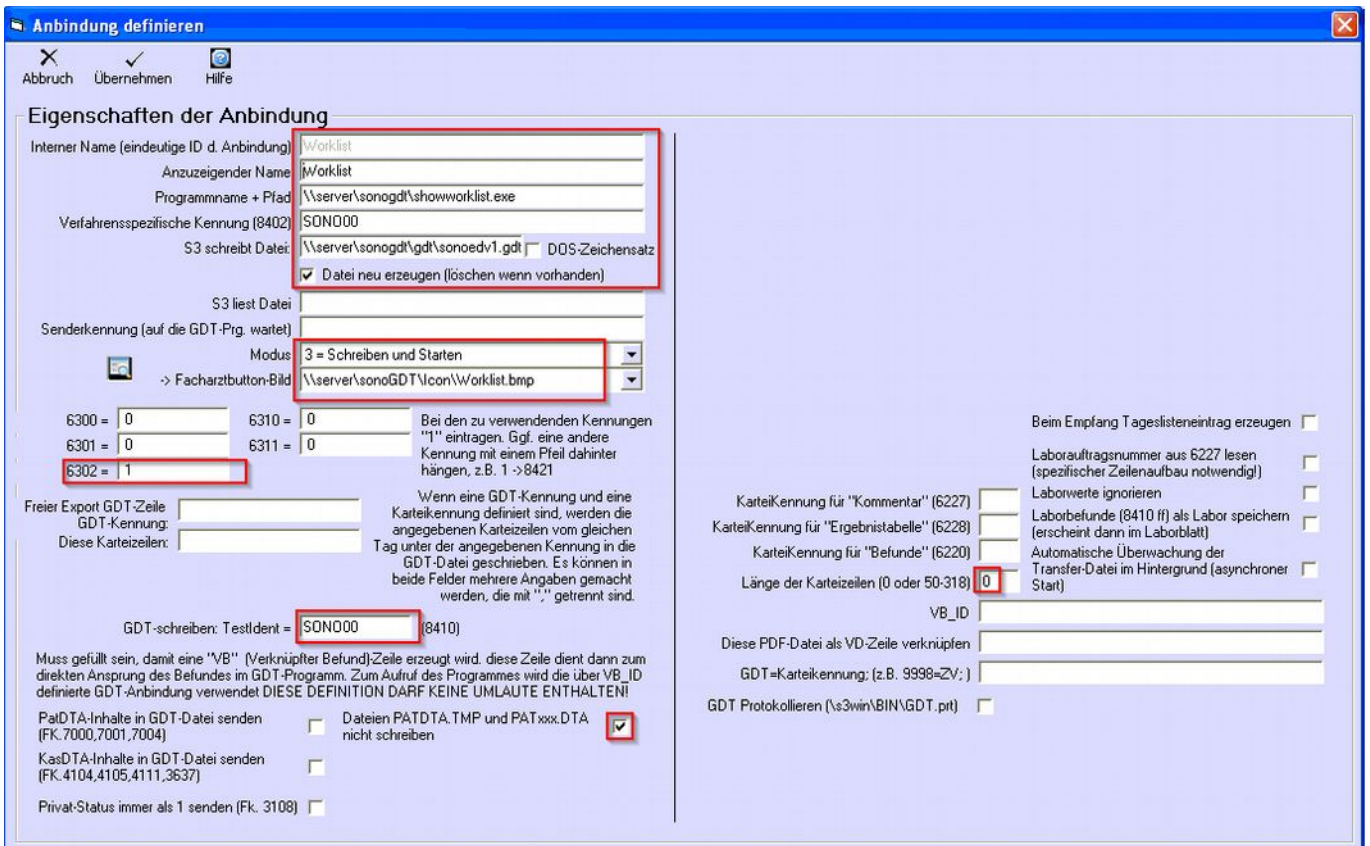 Anbindung definieren
Abbruch Übernehmen Hilfe
Eigenschaften der Anbindung
Interner Name (eindeutige ID d. Anbindung) Worklist
Anzuzeigender Name Worklist
Programmname + Pfad \\server\sonogdt\showworklist.exe
Verfahrensspezifische Kennung (8402) SONO00
S3 schreibt Datei: \\server\sonogdt\gdt\sonoedv1.gdt DOS-Zeichensatz
Datei neu erzeugen (löschen wenn vorhanden)
S3 liest Datei
Senderkennung (auf die GDT-Prg. wartet)
Modus 3 = Schreiben und Starten
-> Facharztbutton-Bild \\server\sonoGDT\Icon\Worklist.bmp
6300 = 0 6310 = 0
6301 = 0 6311 = 0
6302 = 1
Bei den zu verwendenden Kennungen
"1" eintragen. Ggf. eine andere
Kennung mit einem Pfeil dahinter
hängen, z.B. 1 ->8421
Freier Export GDT-Zeile
GDT-Kennung:
Diese Karteizeilen:
Wenn eine GDT-Kennung und eine
Karteikennung definiert sind, werden die
angegebenen Karteizeilen vom gleichen
Tag unter der angegebenen Kennung in die
GDT-Datei geschrieben. Es können in
beide Felder mehrere Angaben gemacht
werden, die mit "," getrennt sind.
GDT-schreiben: TestIdent = SONO00 (8410)
Muss gefüllt sein, damit eine "VB" (Verknüpfter Befund)-Zeile erzeugt wird. diese Zeile dient dann zum
direkten Ansprung des Befundes im GDT-Programm. Zum Aufruf des Programmes wird die über VB_ID
definierte GDT-Anbindung verwendet DIESE DEFINITION DARF KEINE UMLAUTE ENTHALTEN!
PatDTA-Inhalte in GDT-Datei senden
(FK.7000,7001,7004)
Dateien PATDTA.TMP und PATxxx.DTA
nicht schreiben
KasDTA-Inhalte in GDT-Datei senden
(FK.4104,4105,4111,3637)
Privat-Status immer als 1 senden (Fk. 3108)
Beim Empfang Tageslisteneintrag erzeugen
Laborauftragsnummer aus 6227 lesen
(spezifischer Zeilenaufbau notwendig!)
KarteiKennung für "Kommentar" (6227)
Laborwerte ignorieren
KarteiKennung für "Ergebnistabelle" (6228)
Laborbefunde (8410 ff) als Labor speichern
(erscheint dann im Laborblatt)
KarteiKennung für "Befunde" (6220)
Automatische Überwachung der
Transfer-Datei im Hintergrund (asynchroner
Start)
Länge der Karteizeilen (0 oder 50-318) 0
VB_ID
Diese PDF-Datei als VD-Zeile verknüpfen
GDT=Karteikennung; (z.B. 9998=ZV; )
GDT Protokollieren (\s3win\BIN\GDT.prt)